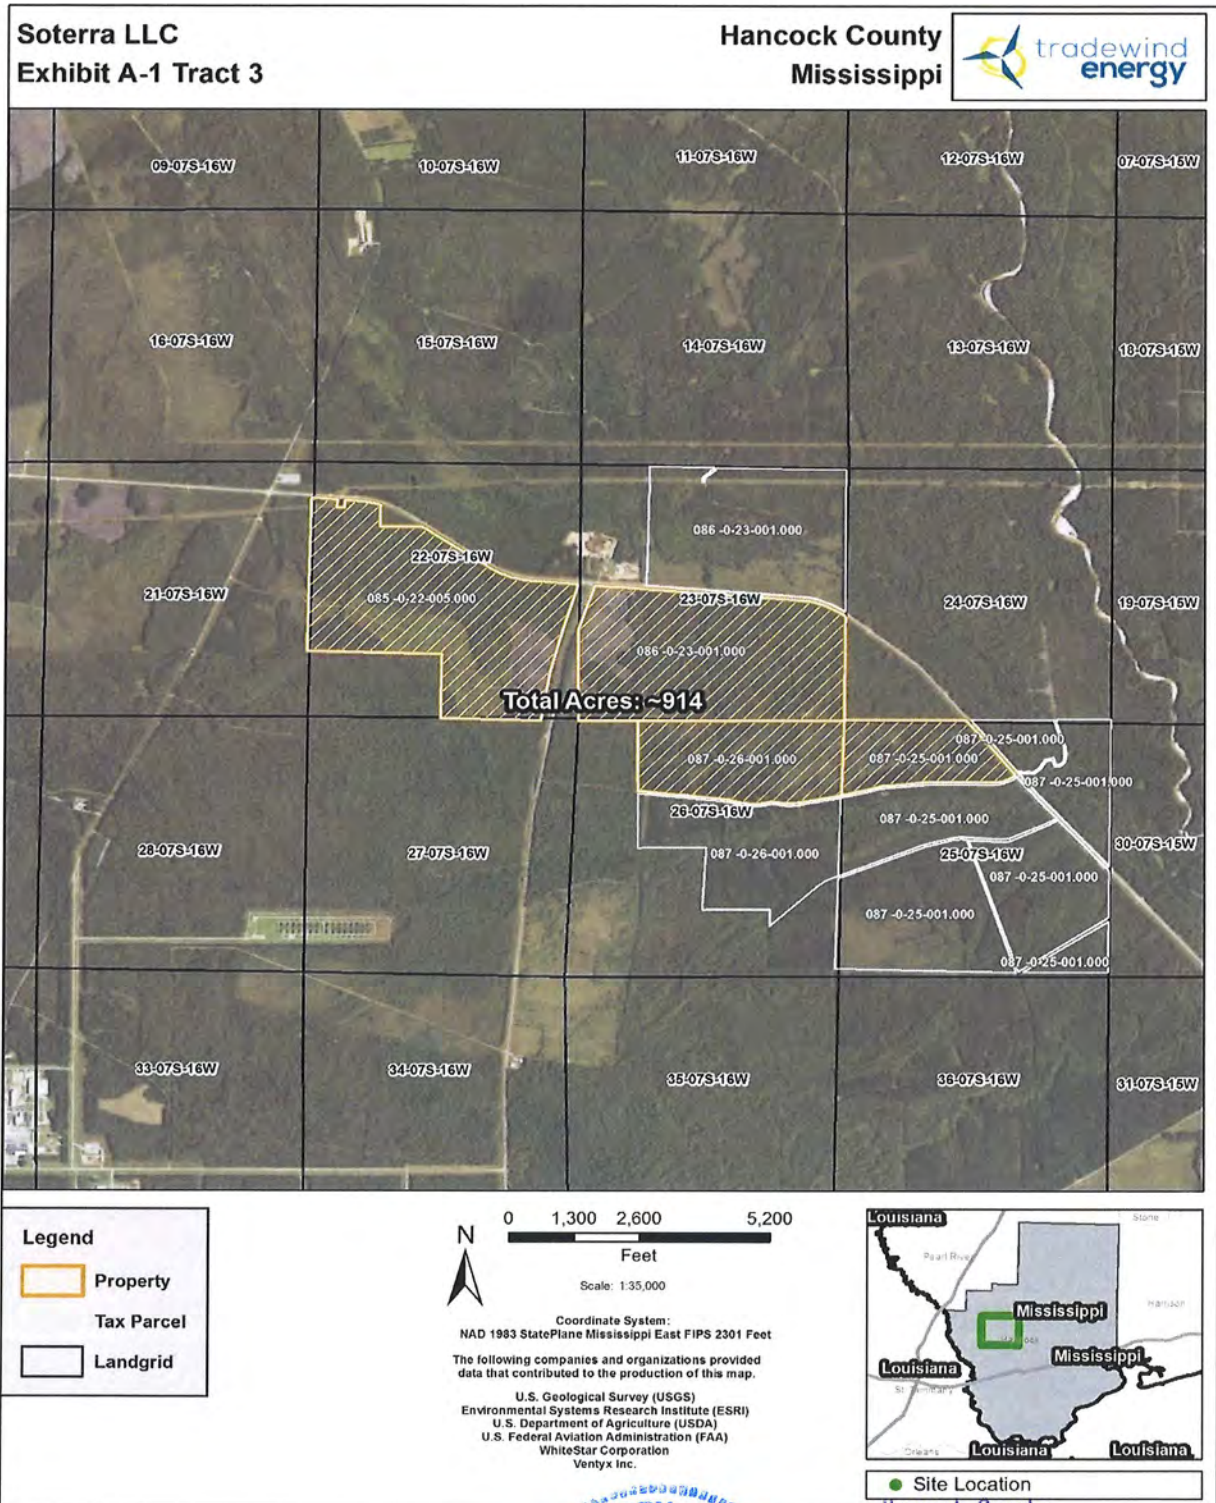 Soterra LLC
Exhibit A-1 Tract 3
Hancock County
Mississippi
tradewind
energy
09-07S-16W
10-07S-16W
11-07S-16W
12-07S-16W
07-07S-15W
16-07S-16W
15-07S-16W
14-07S-16W
13-07S-16W
18-07S-15W
086 -0-23-001.000
22-07S-16W
21-07S-16W
085 -0-22-005.000
23-07S-16W
24-07S-16W
19-07S-15W
086 -0-23-001.000
Total Acres: ~914
087 -0-25-001.000
087 -0-26-001.000
087 -0-25-001.000
087 -0-25-001.000
26-07S-16W
087 -0-25-001.000
28-07S-16W
27-07S-16W
087 -0-26-001.000
25-07S-16W
30-07S-15W
087 -0-25-001.000
087 -0-25-001.000
087 -0-25-001.000
33-07S-16W
34-07S-16W
35-07S-16W
36-07S-16W
31-07S-15W
Legend
Property
Tax Parcel
Landgrid
N
0 1,300 2,600 5,200
Feet
Scale: 1:35,000
Coordinate System:
NAD 1983 StatePlane Mississippi East FIPS 2301 Feet
The following companies and organizations provided
data that contributed to the production of this map.
U.S. Geological Survey (USGS)
Environmental Systems Research Institute (ESRI)
U.S. Department of Agriculture (USDA)
U.S. Federal Aviation Administration (FAA)
WhiteStar Corporation
Ventyx Inc.
Louisiana
Stone
Pearl River
Mississippi
Harrison
Mississippi
Louisiana
Orleans
Louisiana
Louisiana
Site Location